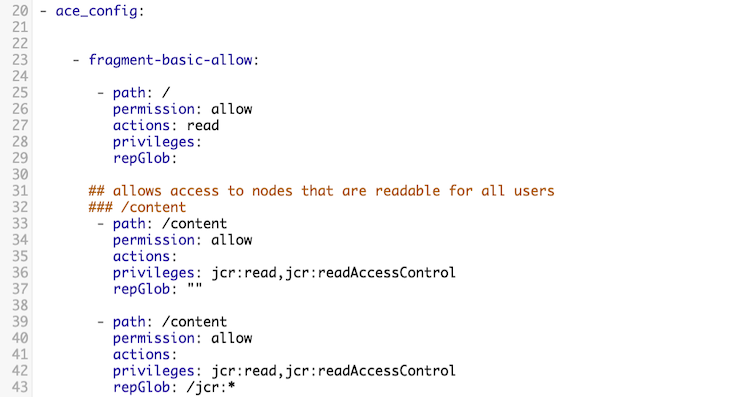 20 - ace_config:
21
22
23     - fragment-basic-allow:
24
25        - path: /
26          permission: allow
27          actions: read
28          privileges:
29          repGlob:
30
31       ## allows access to nodes that are readable for all users
32       ### /content
33        - path: /content
34          permission: allow
35          actions:
36          privileges: jcr:read,jcr:readAccessControl
37          repGlob: ""
38
39        - path: /content
40          permission: allow
41          actions:
42          privileges: jcr:read,jcr:readAccessControl
43          repGlob: /jcr:*